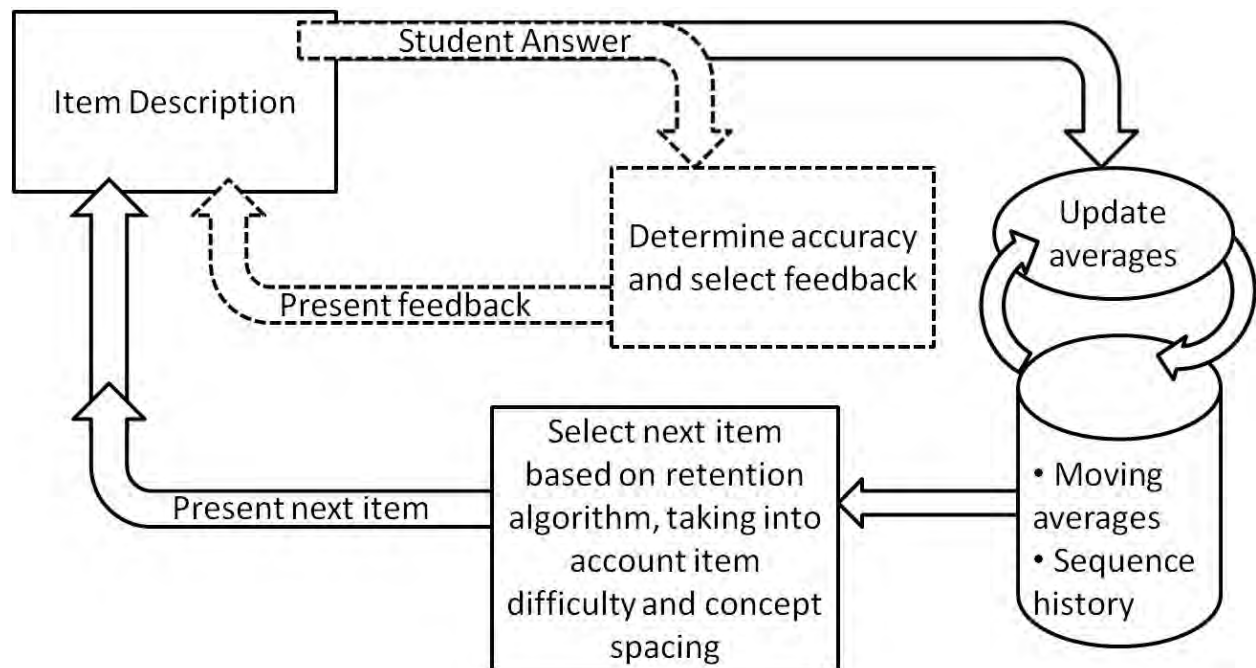 Student Answer
Item Description
Update
averages
Determine accuracy
and select feedback
Present feedback
Select next item
based on retention
algorithm, taking into
account item
difficulty and concept
spacing
Present next item
• Moving
averages
• Sequence
history